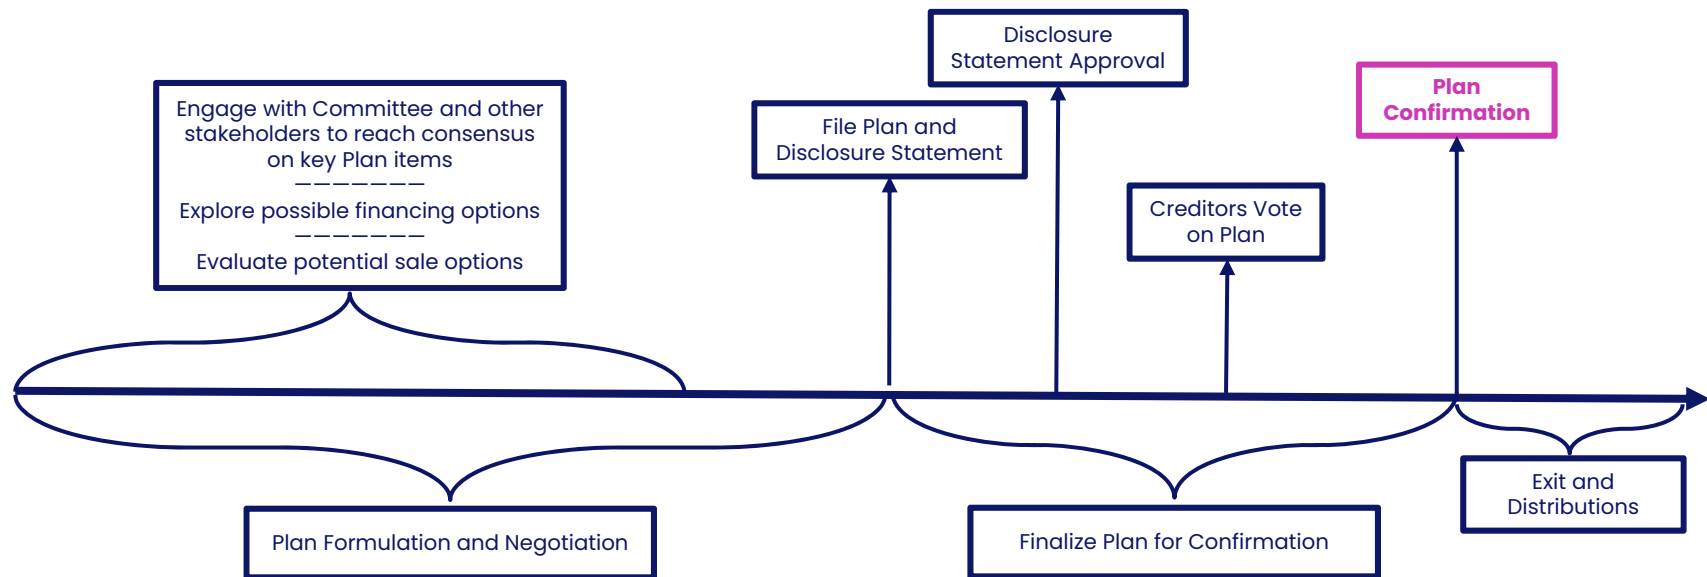 Disclosure
Statement Approval
Plan
Confirmation
Engage with Committee and other
stakeholders to reach consensus
on key Plan items
———————
Explore possible financing options
———————
Evaluate potential sale options
File Plan and
Disclosure Statement
Creditors Vote
on Plan
Plan Formulation and Negotiation
Finalize Plan for Confirmation
Exit and
Distributions